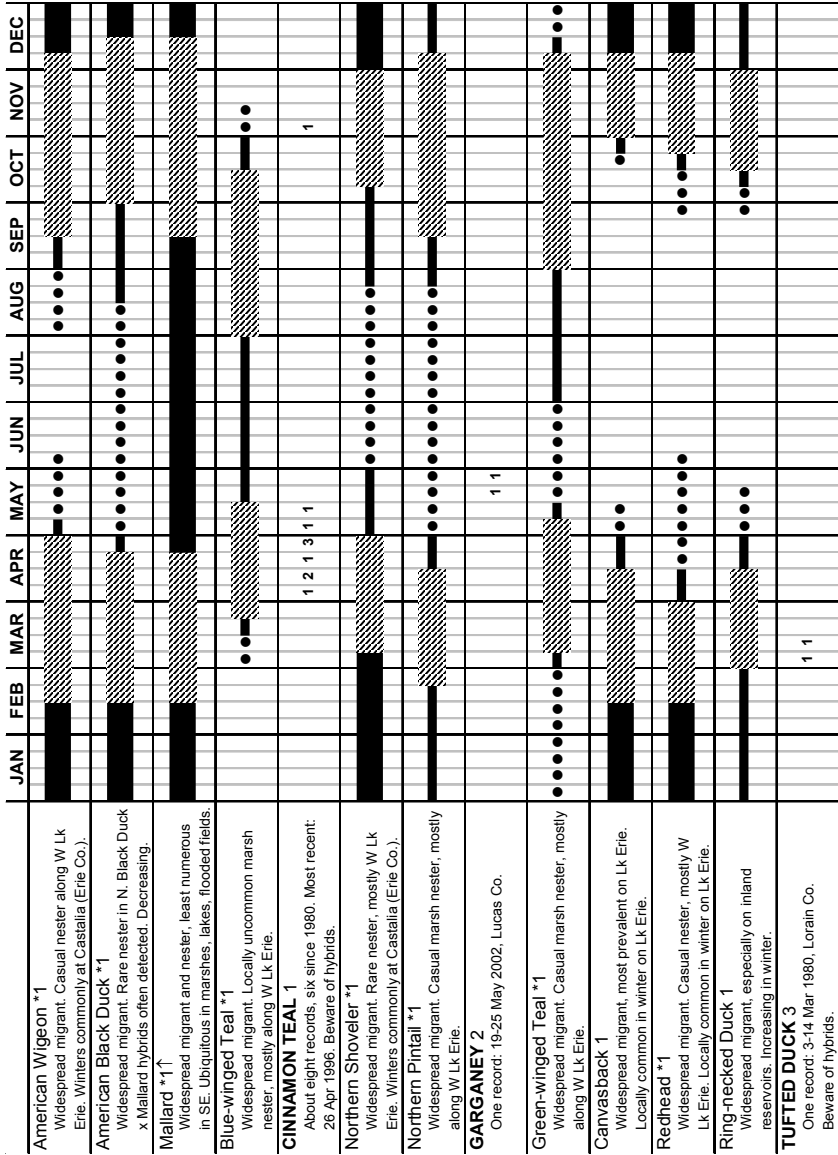 JAN FEB MAR APR MAY JUN JUL AUG SEP OCT NOV DEC
American Wigeon *1
Widespread migrant. Casual nester along W Lk
Erie. Winters commonly at Castalia (Erie Co.).
American Black Duck *1
Widespread migrant. Rare nester in N. Black Duck
x Mallard hybrids often detected. Decreasing.
Mallard *1↑
Widespread migrant and nester, least numerous
in SE. Ubiquitous in marshes, lakes, flooded fields.
Blue-winged Teal *1
Widespread migrant. Locally uncommon marsh
nester, mostly along W Lk Erie.
CINNAMON TEAL 1
About eight records, six since 1980. Most recent:
26 Apr 1996. Beware of hybrids.
1 2 1 3 1 1 1
Northern Shoveler *1
Widespread migrant. Rare nester, mostly W Lk
Erie. Winters commonly at Castalia (Erie Co.).
Northern Pintail *1
Widespread migrant. Casual marsh nester, mostly
along W Lk Erie.
GARGANEY 2
One record: 19-25 May 2002, Lucas Co.
1 1
Green-winged Teal *1
Widespread migrant. Casual marsh nester, mostly
along W Lk Erie.
Canvasback 1
Widespread migrant, most prevalent on Lk Erie.
Locally common in winter on Lk Erie.
Redhead *1
Widespread migrant. Casual nester, mostly W
Lk Erie. Locally common in winter on Lk Erie.
Ring-necked Duck 1
Widespread migrant, especially on inland
reservoirs. Increasing in winter.
TUFTED DUCK 3
One record: 3-14 Mar 1980, Lorain Co.
Beware of hybrids.
1 1